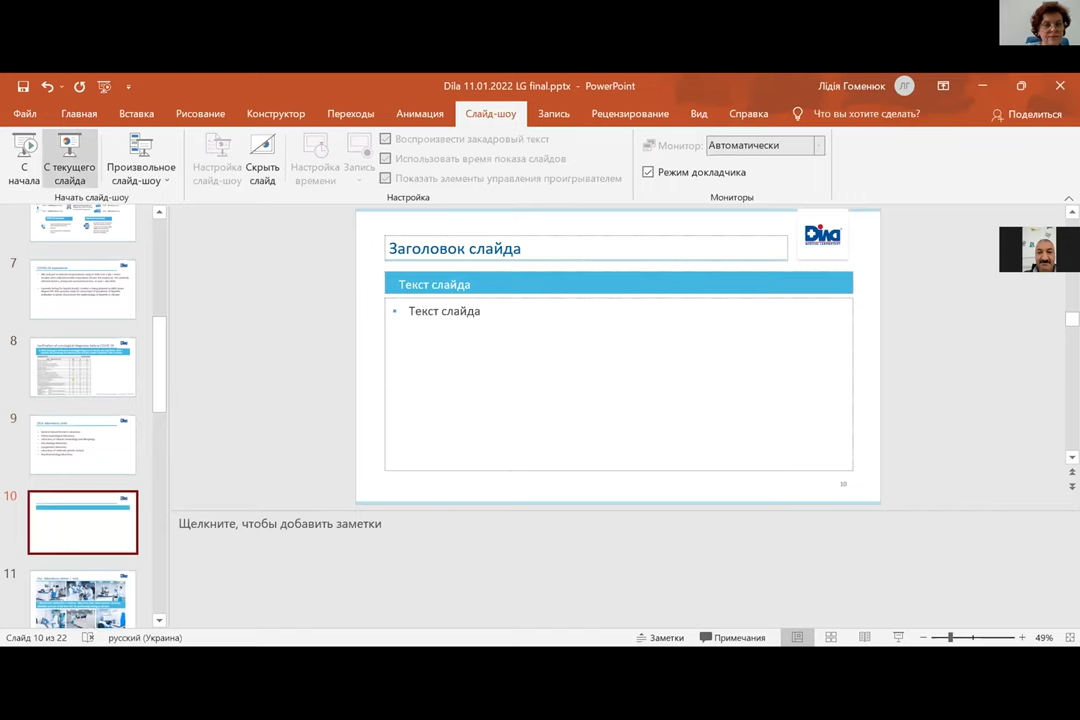 Dila 11.01.2022 LG final.pptx - PowerPoint
Лідія Гоменюк
ЛГ
Файл Главная Вставка Рисование Конструктор Переходы Анимация Слайд-шоу Запись Рецензирование Вид Справка Что вы хотите сделать? Поделиться
С начала
С текущего слайда
Произвольное слайд-шоу
Начать слайд-шоу
Настройка слайд-шоу
Скрыть слайд
Настройка времени
Запись
Воспроизвести закадровый текст
Использовать время показа слайдов
Показать элементы управления проигрывателем
Настройка
Монитор: Автоматически
Режим докладчика
Мониторы
7
8
9
10
11
Заголовок слайда
Діла
Текст слайда
Текст слайда
10
Щелкните, чтобы добавить заметки
Слайд 10 из 22 русский (Украина) Заметки Примечания 49%